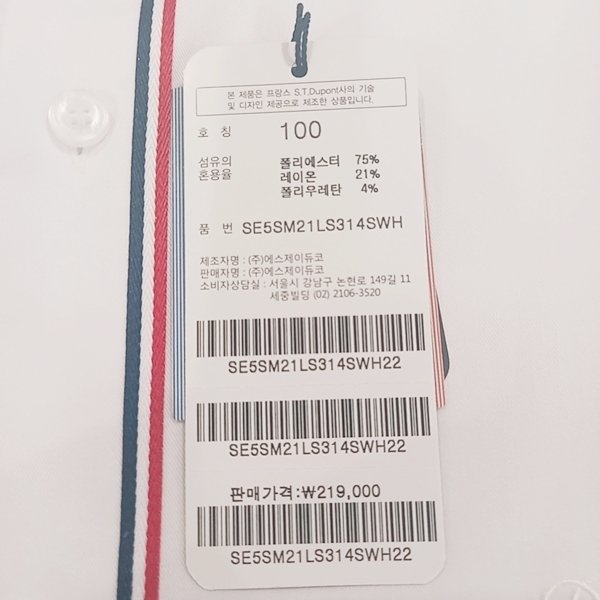 본 제품은 프랑스 S.T.Dupont사의 기술
및 디자인 제공으로 제조한 상품입니다.
호 칭 100
섬유의 폴리에스터 75%
혼용율 레이온 21%
폴리우레탄 4%
품 번 SE5SM21LS314SWH
제조자명 : (주)에스제이듀코
판매자명 : (주)에스제이듀코
소비자상담실 : 서울시 강남구 논현로 149길 11
세중빌딩 (02) 2106-3520
SE5SM21LS314SWH22
SE5SM21LS314SWH22
판매가격:₩219,000
SE5SM21LS314SWH22